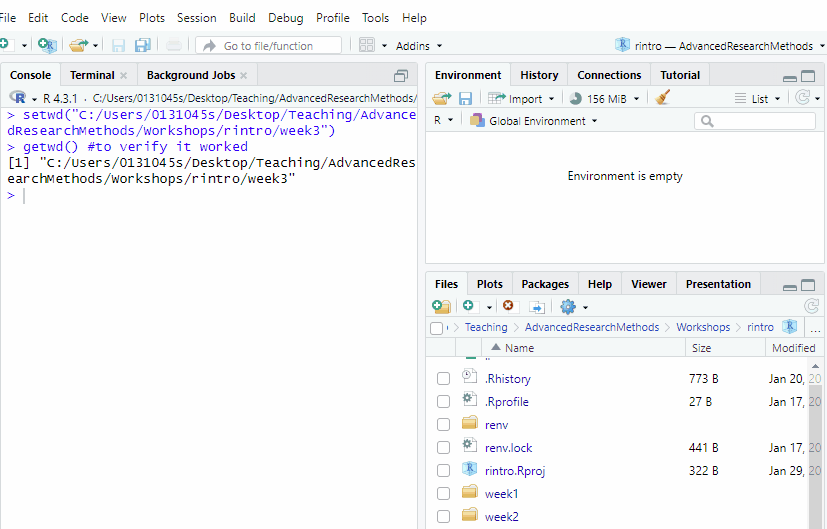 File Edit Code View Plots Session Build Debug Profile Tools Help
Go to file/function Addins rintro — AdvancedResearchMethods
Console Terminal Background Jobs
R 4.3.1 · C:/Users/0131045s/Desktop/Teaching/AdvancedResearchMethods/
> setwd("C:/Users/0131045s/Desktop/Teaching/Advance
dResearchMethods/Workshops/rintro/week3")
> getwd() #to verify it worked
[1] "C:/Users/0131045s/Desktop/Teaching/AdvancedRes
earchMethods/Workshops/rintro/week3"
>
Environment History Connections Tutorial
Import 156 MiB List
R Global Environment
Environment is empty
Files Plots Packages Help Viewer Presentation
Teaching > AdvancedResearchMethods > Workshops > rintro ...
Name Size Modified
.Rhistory 773 B Jan 20, 20
.Rprofile 27 B Jan 17, 20
renv
renv.lock 441 B Jan 17, 20
rintro.Rproj 322 B Jan 29, 20
week1
week2